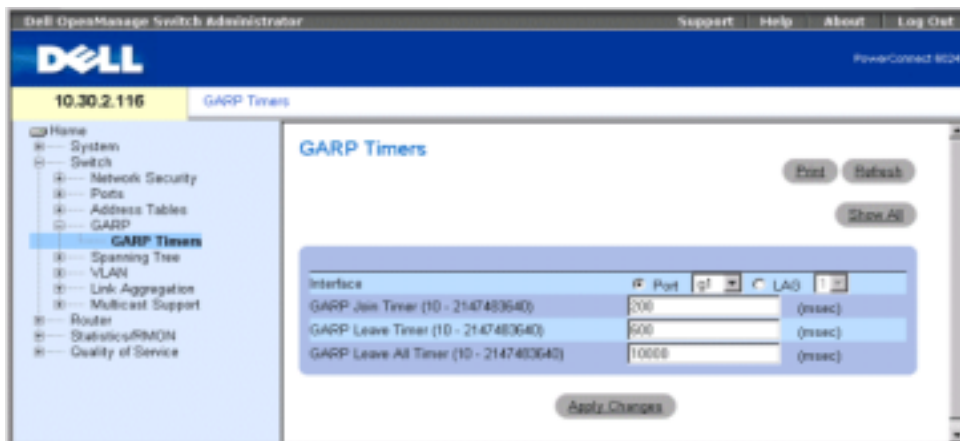 Dell OpenManage Switch Administrator Support Help About Log Out
DELL
PowerConnect 6024
10.30.2.116 GARP Timers
Home
System
Switch
Network Security
Ports
Address Tables
GARP
GARP Timers
Spanning Tree
VLAN
Link Aggregation
Multicast Support
Router
Statistics/RMON
Quality of Service
GARP Timers
Print Refresh
Show All
Interface Port g1 LAG 1
GARP Join Timer (10 - 2147483640) 200 (msec)
GARP Leave Timer (10 - 2147483640) 600 (msec)
GARP Leave All Timer (10 - 2147483640) 10000 (msec)
Apply Changes